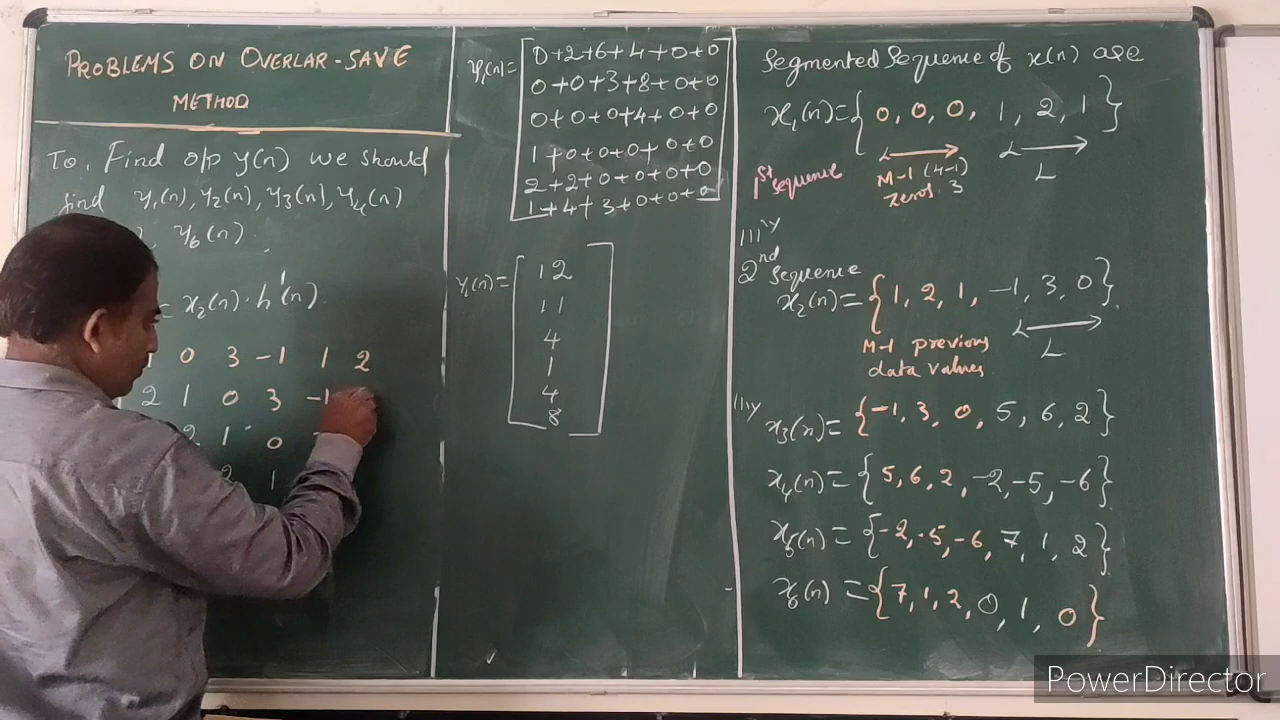 PROBLEMS ON OVERLAR-SAVE
METHOD
To, Find o/p y(n) we should
find y₁(n), y₂(n), y₃(n), y₄(n)
y₆(n).
= x₂(n)·h'(n).
1 0 3 -1 1 2
2 1 0 3 -1
2 1 0
2 1
y₁(n)=
0+2+6+4+0+0
0+0+3+8+0+0
0+0+0+4+0+0
1+0+0+0+0+0
2+2+0+0+0+0
1+4+3+0+0+0
y₁(n)=
12
11
4
1
4
8
Segmented Sequence of x(n) are
x₁(n)={0, 0, 0, 1, 2, 1}
1st sequence
M-1 (4-1)
zeros. 3
L
lllly
2nd sequence
x₂(n)={1, 2, 1, -1, 3, 0}
M-1 previous
data values.
L
llly
x₃(n)={-1, 3, 0, 5, 6, 2}
x₄(n)={5, 6, 2, -2, -5, -6}
x₅(n)={-2, -5, -6, 7, 1, 2}
x₆(n)={7, 1, 2, 0, 1, 0}
PowerDirector